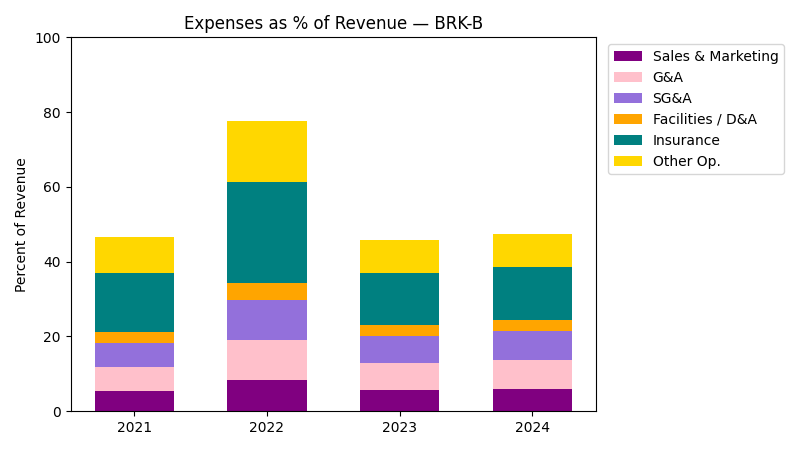 Expenses as % of Revenue — BRK-B
Percent of Revenue
100
80
60
40
20
0
2021
2022
2023
2024
Sales & Marketing
G&A
SG&A
Facilities / D&A
Insurance
Other Op.